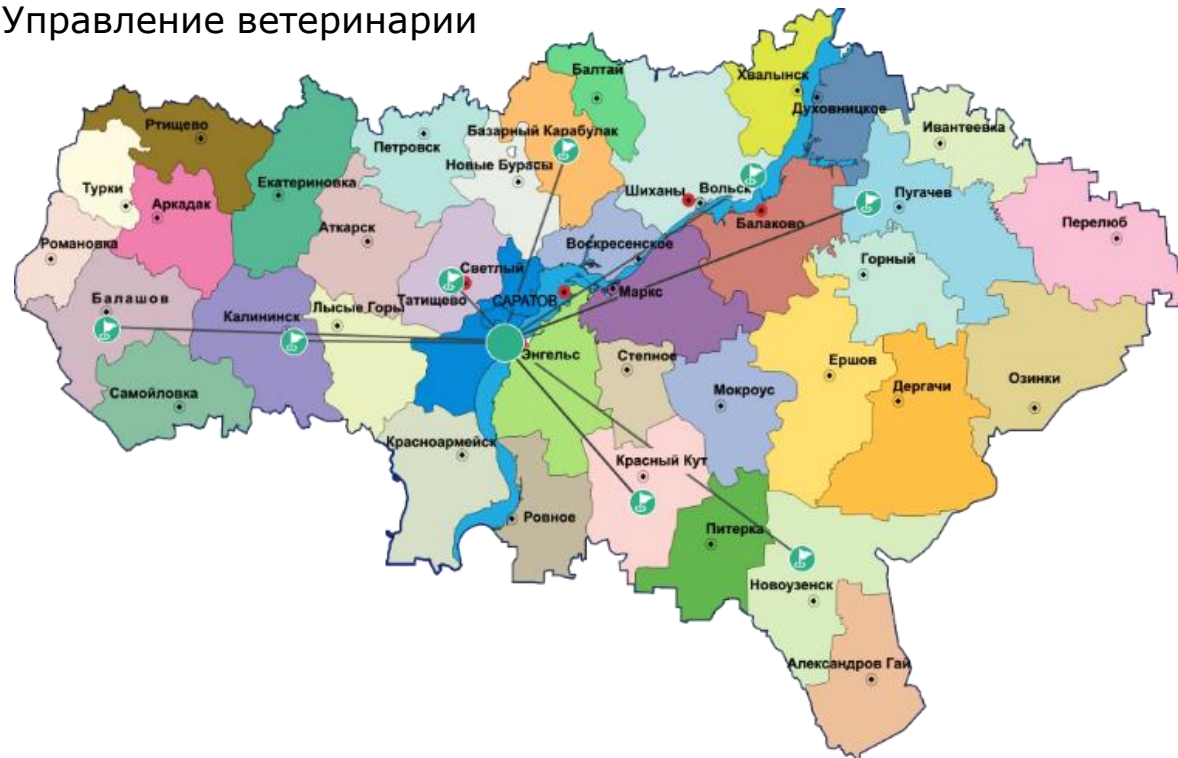 Управление ветеринарии
Балтай
Хвалынск
Духовницкое
Ртищево
Базарный Карабулак
Ивантеевка
Петровск
Новые Бурасы
Екатериновка
Турки
Шиханы
Вольск
Пугачев
Аркадак
Перелюб
Балаково
Аткарск
Романовка
Воскресенское
Горный
Светлый
Балашов
Татищево
САРАТОВ
Маркс
Лысые Горы
Калининск
Энгельс
Степное
Ершов
Озинки
Дергачи
Мокроус
Самойловка
Красноармейск
Красный Кут
Ровное
Питерка
Новоузенск
Александров Гай